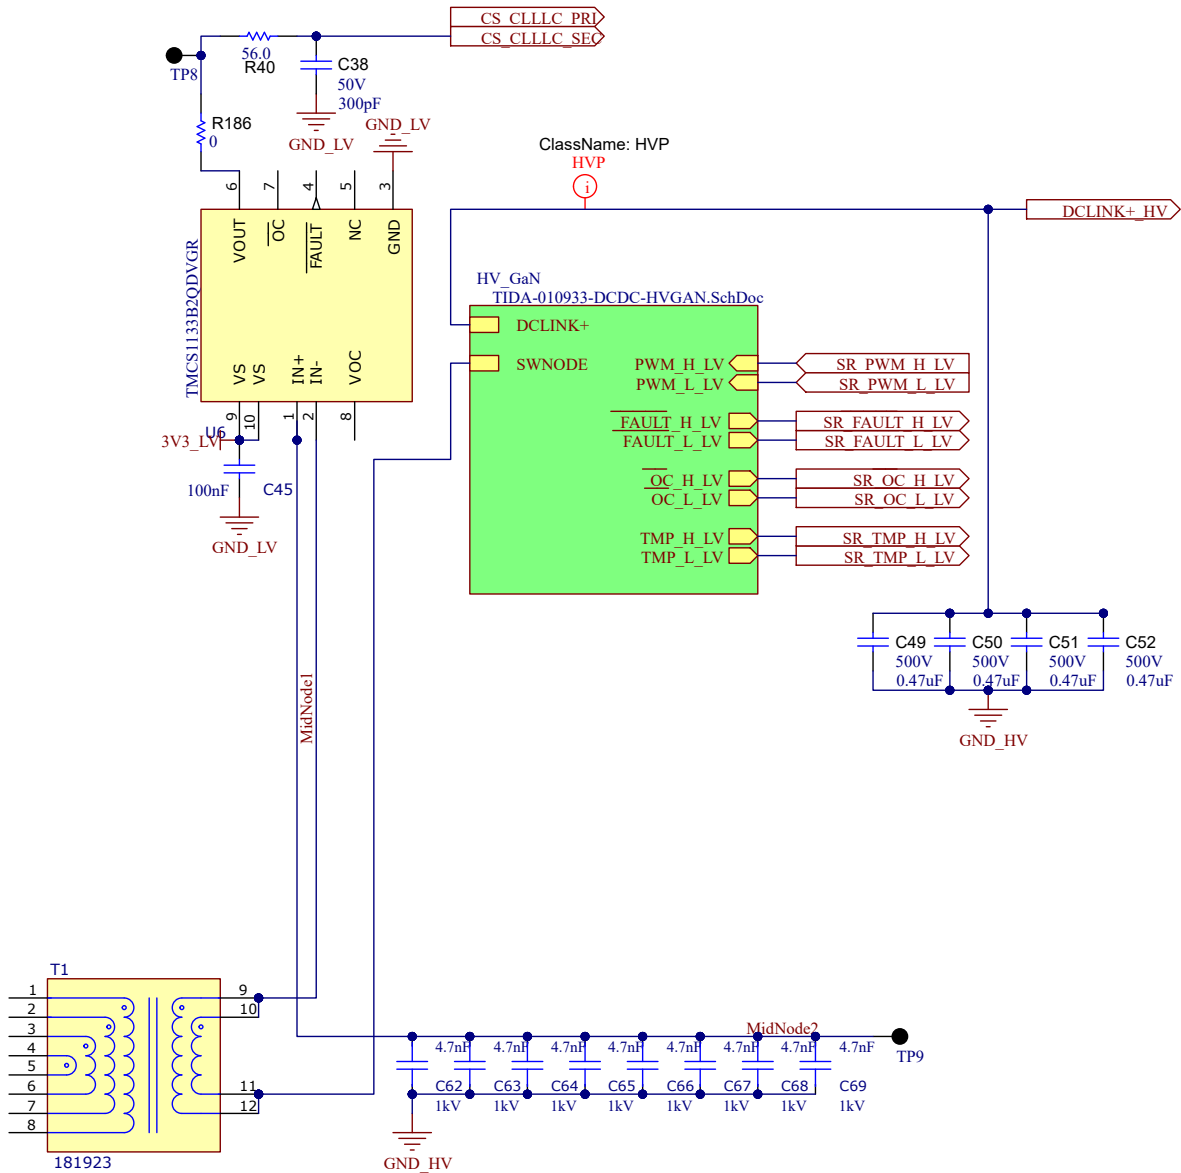 CS_CLLLC_PRI
CS_CLLLC_SEC
TP8
56.0
R40
C38
50V
300pF
GND_LV
R186
0
GND_LV
6
7
4
5
3
VOUT
OC
FAULT
NC
GND
TMCS1133B2QDVGR
VS
VS
IN+
IN-
VOC
9
10
1
2
8
U6
3V3_LV
100nF
C45
GND_LV
ClassName: HVP
HVP
i
DCLINK+_HV
HV_GaN
TIDA-010933-DCDC-HVGAN.SchDoc
DCLINK+
SWNODE
PWM_H_LV
SR_PWM_H_LV
PWM_L_LV
SR_PWM_L_LV
FAULT_H_LV
SR_FAULT_H_LV
FAULT_L_LV
SR_FAULT_L_LV
OC_H_LV
SR_OC_H_LV
OC_L_LV
SR_OC_L_LV
TMP_H_LV
SR_TMP_H_LV
TMP_L_LV
SR_TMP_L_LV
C49
500V
0.47uF
C50
500V
0.47uF
C51
500V
0.47uF
C52
500V
0.47uF
GND_HV
MidNode1
T1
1
2
3
4
5
6
7
8
9
10
11
12
181923
MidNode2
TP9
4.7nF
C62
1kV
4.7nF
C63
1kV
4.7nF
C64
1kV
4.7nF
C65
1kV
4.7nF
C66
1kV
4.7nF
C67
1kV
4.7nF
C68
1kV
4.7nF
C69
1kV
GND_HV